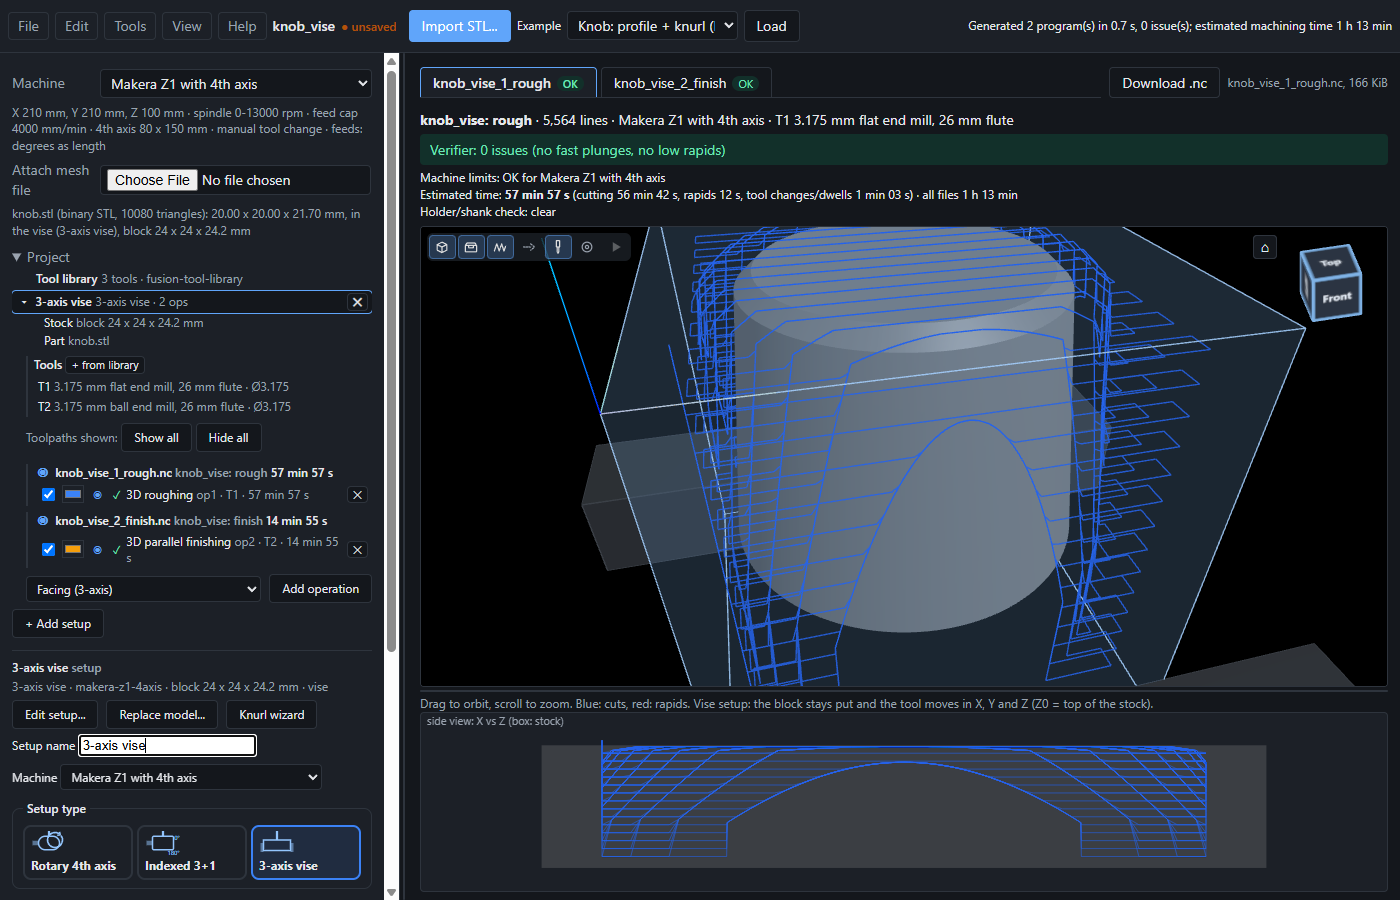 File
Edit
Tools
View
Help
knob_vise
● unsaved
Import STL...
Example
Knob: profile + knurl (
Load
Generated 2 program(s) in 0.7 s, 0 issue(s); estimated machining time 1 h 13 min
Machine
Makera Z1 with 4th axis
X 210 mm, Y 210 mm, Z 100 mm · spindle 0-13000 rpm · feed cap
4000 mm/min · 4th axis 80 x 150 mm · manual tool change · feeds:
degrees as length
Attach mesh
file
Choose File No file chosen
knob.stl (binary STL, 10080 triangles): 20.00 x 20.00 x 21.70 mm, in
the vise (3-axis vise), block 24 x 24 x 24.2 mm
▼ Project
Tool library 3 tools · fusion-tool-library
3-axis vise 3-axis vise · 2 ops
Stock block 24 x 24 x 24.2 mm
Part knob.stl
Tools + from library
T1 3.175 mm flat end mill, 26 mm flute · Ø3.175
T2 3.175 mm ball end mill, 26 mm flute · Ø3.175
Toolpaths shown: Show all Hide all
knob_vise_1_rough.nc knob_vise: rough 57 min 57 s
✓ 3D roughing op1 · T1 · 57 min 57 s
knob_vise_2_finish.nc knob_vise: finish 14 min 55 s
✓ 3D parallel finishing op2 · T2 · 14 min 55
s
Facing (3-axis)
Add operation
+ Add setup
3-axis vise setup
3-axis vise · makera-z1-4axis · block 24 x 24 x 24.2 mm · vise
Edit setup...
Replace model...
Knurl wizard
Setup name 3-axis vise
Machine Makera Z1 with 4th axis
Setup type
Rotary 4th axis
180°
Indexed 3+1
3-axis vise
knob_vise_1_rough OK
knob_vise_2_finish OK
Download .nc
knob_vise_1_rough.nc, 166 KiB
knob_vise: rough · 5,564 lines · Makera Z1 with 4th axis · T1 3.175 mm flat end mill, 26 mm flute
Verifier: 0 issues (no fast plunges, no low rapids)
Machine limits: OK for Makera Z1 with 4th axis
Estimated time: 57 min 57 s (cutting 56 min 42 s, rapids 12 s, tool changes/dwells 1 min 03 s) · all files 1 h 13 min
Holder/shank check: clear
Top
Front
Drag to orbit, scroll to zoom. Blue: cuts, red: rapids. Vise setup: the block stays put and the tool moves in X, Y and Z (Z0 = top of the stock).
side view: X vs Z (box: stock)